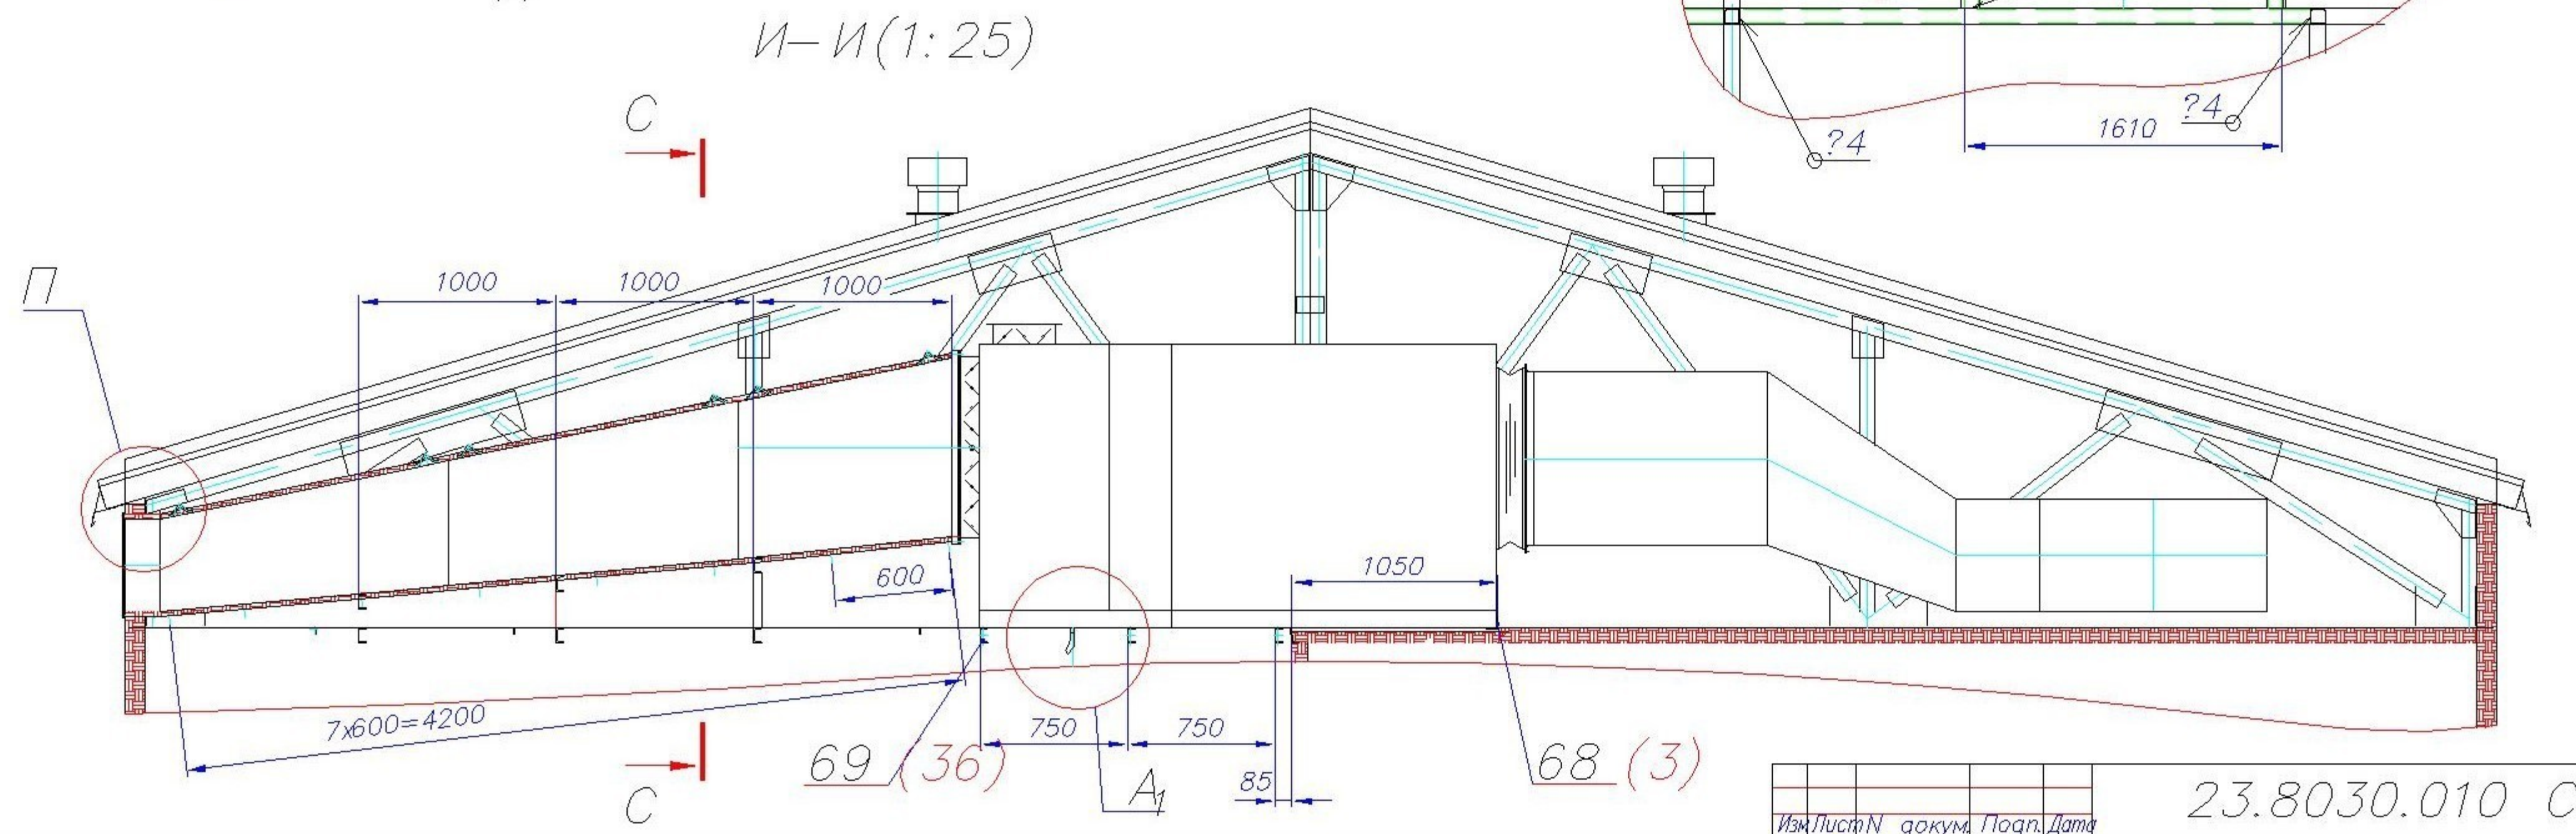 И–И(1:25)
С
?4
?4
1610
П
1000
1000
1000
600
1050
7х600=4200
69 (36)
750
750
85
А1
68 (3)
С
23.8030.010 С
Изм Лист N докум. Подп. Дата